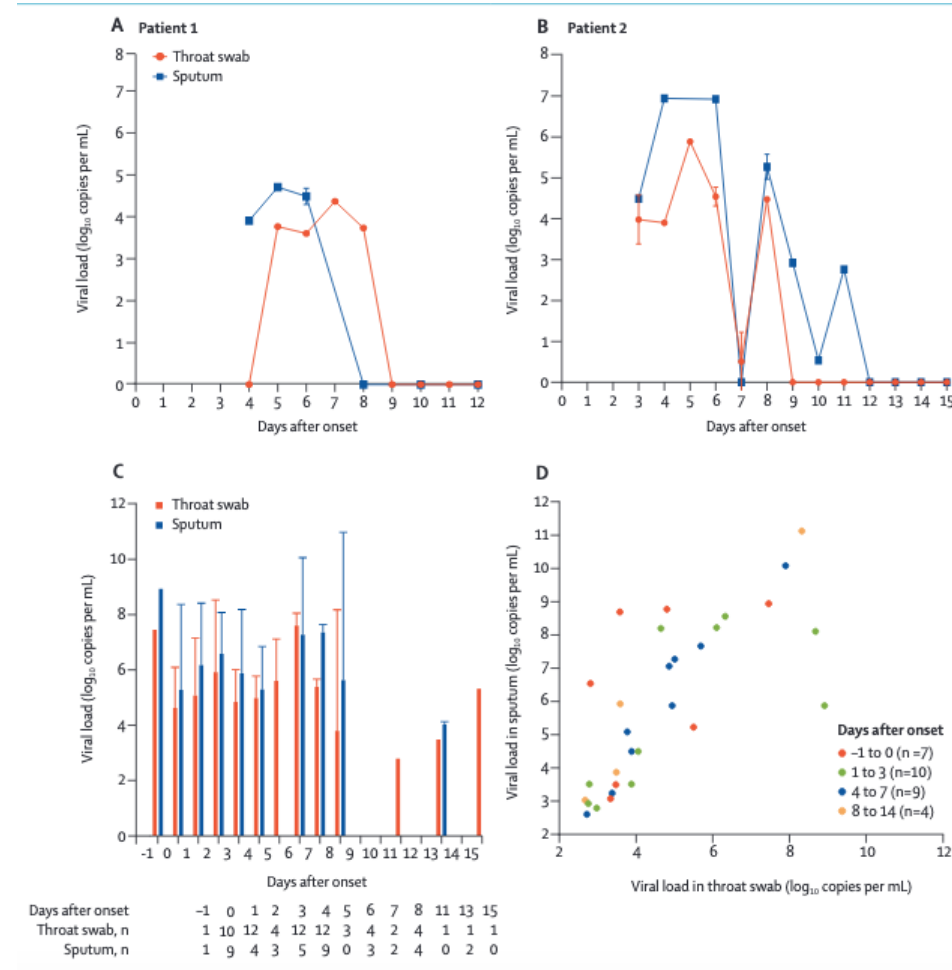 A Patient 1
Throat swab
Sputum
8
7
6
5
4
3
2
1
0
Viral load (log₁₀ copies per mL)
0 1 2 3 4 5 6 7 8 9 10 11 12
Days after onset
B Patient 2
8
7
6
5
4
3
2
1
0
Viral load (log₁₀ copies per mL)
0 1 2 3 4 5 6 7 8 9 10 11 12 13 14 15
Days after onset
C
Throat swab
Sputum
12
10
8
6
4
2
0
Viral load (log₁₀ copies per mL)
-1 0 1 2 3 4 5 6 7 8 9 10 11 12 13 14 15
Days after onset
Days after onset –1 0 1 2 3 4 5 6 7 8 11 13 15
Throat swab, n 1 10 12 4 12 12 3 4 2 4 1 1 1
Sputum, n 1 9 4 3 5 9 0 3 2 4 0 2 0
D
12
11
10
9
8
7
6
5
4
3
2
Viral load in sputum (log₁₀ copies per mL)
Days after onset
–1 to 0 (n=7)
1 to 3 (n=10)
4 to 7 (n=9)
8 to 14 (n=4)
2 4 6 8 10 12
Viral load in throat swab (log₁₀ copies per mL)